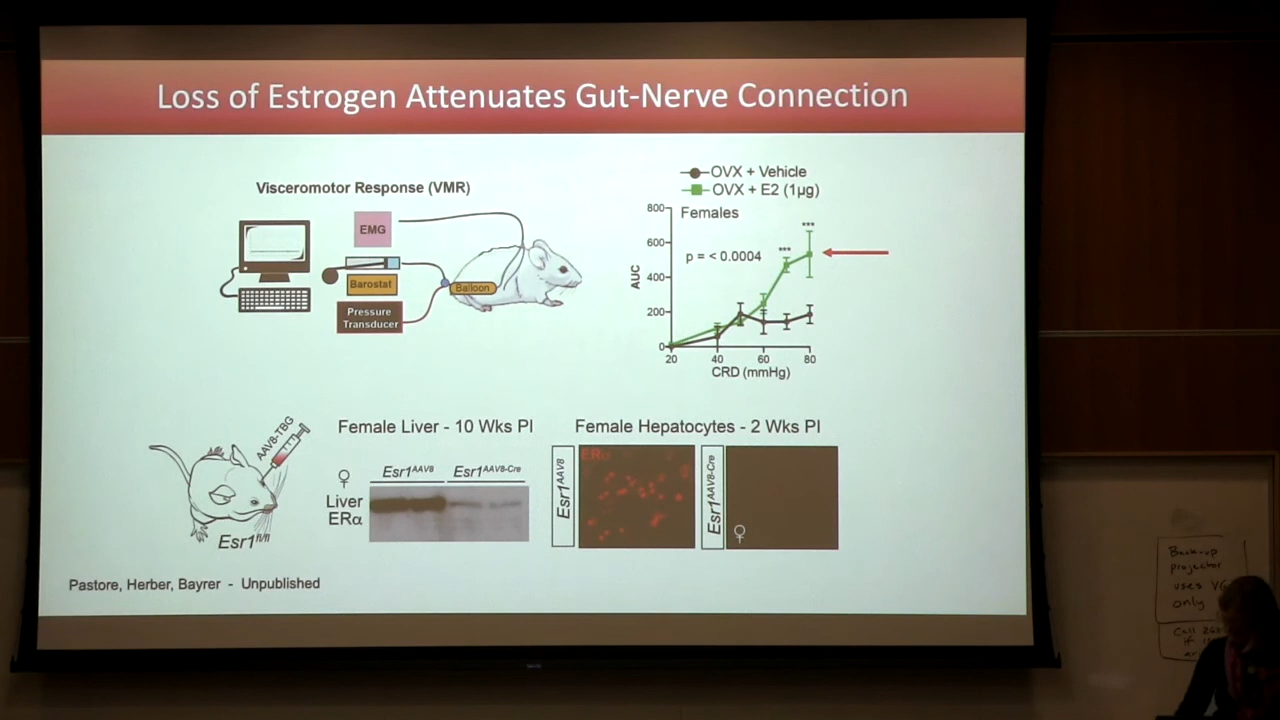 Loss of Estrogen Attenuates Gut-Nerve Connection
Visceromotor Response (VMR)
EMG
Barostat
Balloon
Pressure
Transducer
OVX + Vehicle
OVX + E2 (1µg)
Females
p = < 0.0004
***
***
AUC
800
600
400
200
0
20 40 60 80
CRD (mmHg)
AAV8-TBG
Esr1fl/fl
Female Liver - 10 Wks PI
♀
Esr1AAV8 Esr1AAV8-Cre
Liver
ERα
Female Hepatocytes - 2 Wks PI
Esr1AAV8
ERα
Esr1AAV8-Cre
♀
Pastore, Herber, Bayrer - Unpublished
Back-up
projector
uses
only
Call